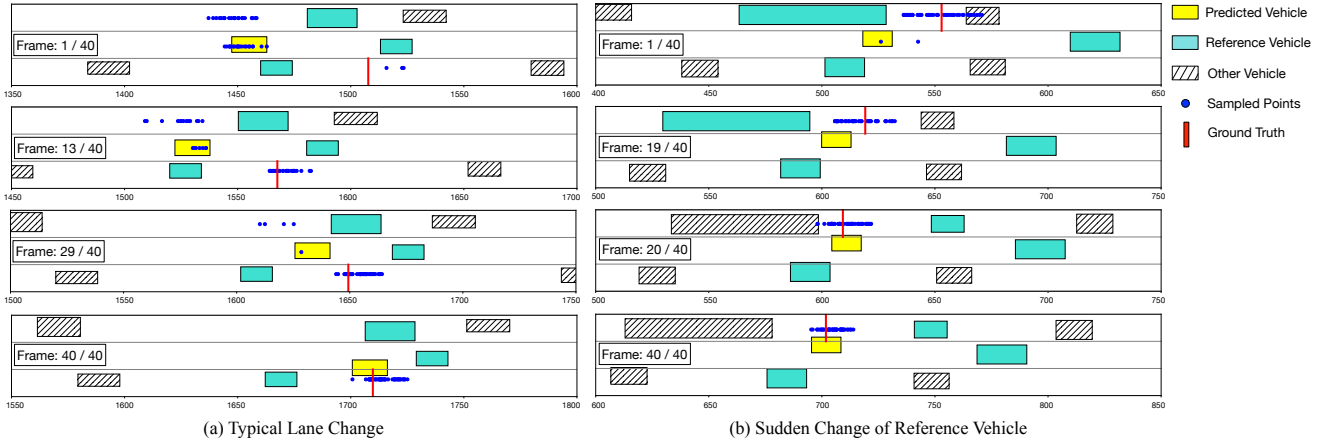 Frame: 1 / 40
1350 1400 1450 1500 1550 1600
Frame: 13 / 40
1450 1500 1550 1600 1650 1700
Frame: 29 / 40
1500 1550 1600 1650 1700 1750
Frame: 40 / 40
1550 1600 1650 1700 1750 1800
(a) Typical Lane Change
Frame: 1 / 40
400 450 500 550 600 650
Frame: 19 / 40
500 550 600 650 700 750
Frame: 20 / 40
500 550 600 650 700 750
Frame: 40 / 40
600 650 700 750 800 850
(b) Sudden Change of Reference Vehicle
Predicted Vehicle
Reference Vehicle
Other Vehicle
Sampled Points
Ground Truth